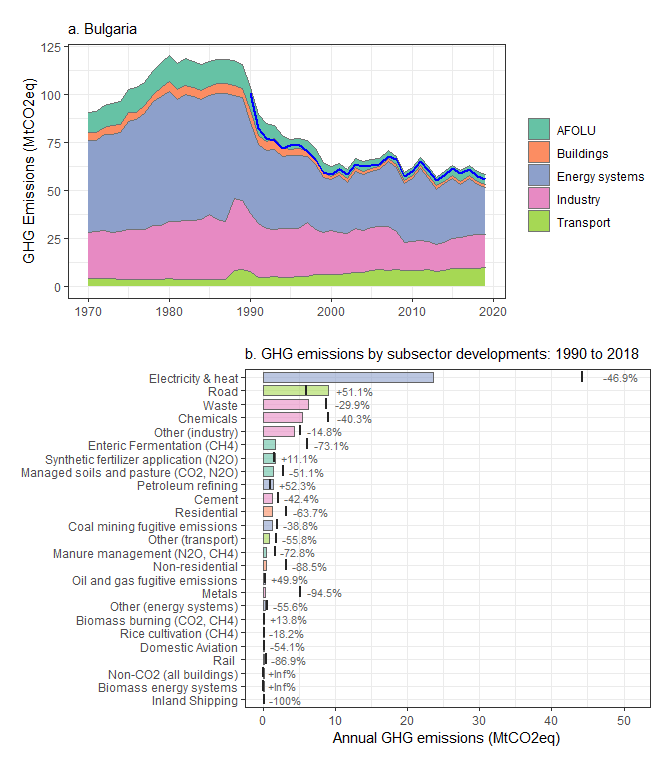 a. Bulgaria
GHG Emissions (MtCO2eq)
125
100
75
50
25
0
1970
1980
1990
2000
2010
2020
AFOLU
Buildings
Energy systems
Industry
Transport
b. GHG emissions by subsector developments: 1990 to 2018
Electricity & heat -46.9%
Road +51.1%
Waste -29.9%
Chemicals -40.3%
Other (industry) -14.8%
Enteric Fermentation (CH4) -73.1%
Synthetic fertilizer application (N2O) +11.1%
Managed soils and pasture (CO2, N2O) -51.1%
Petroleum refining +52.3%
Cement -42.4%
Residential -63.7%
Coal mining fugitive emissions -38.8%
Other (transport) -55.8%
Manure management (N2O, CH4) -72.8%
Non-residential -88.5%
Oil and gas fugitive emissions +49.9%
Metals -94.5%
Other (energy systems) -55.6%
Biomass burning (CO2, CH4) +13.8%
Rice cultivation (CH4) -18.2%
Domestic Aviation -54.1%
Rail -86.9%
Non-CO2 (all buildings) +Inf%
Biomass energy systems +Inf%
Inland Shipping -100%
0 10 20 30 40 50
Annual GHG emissions (MtCO2eq)